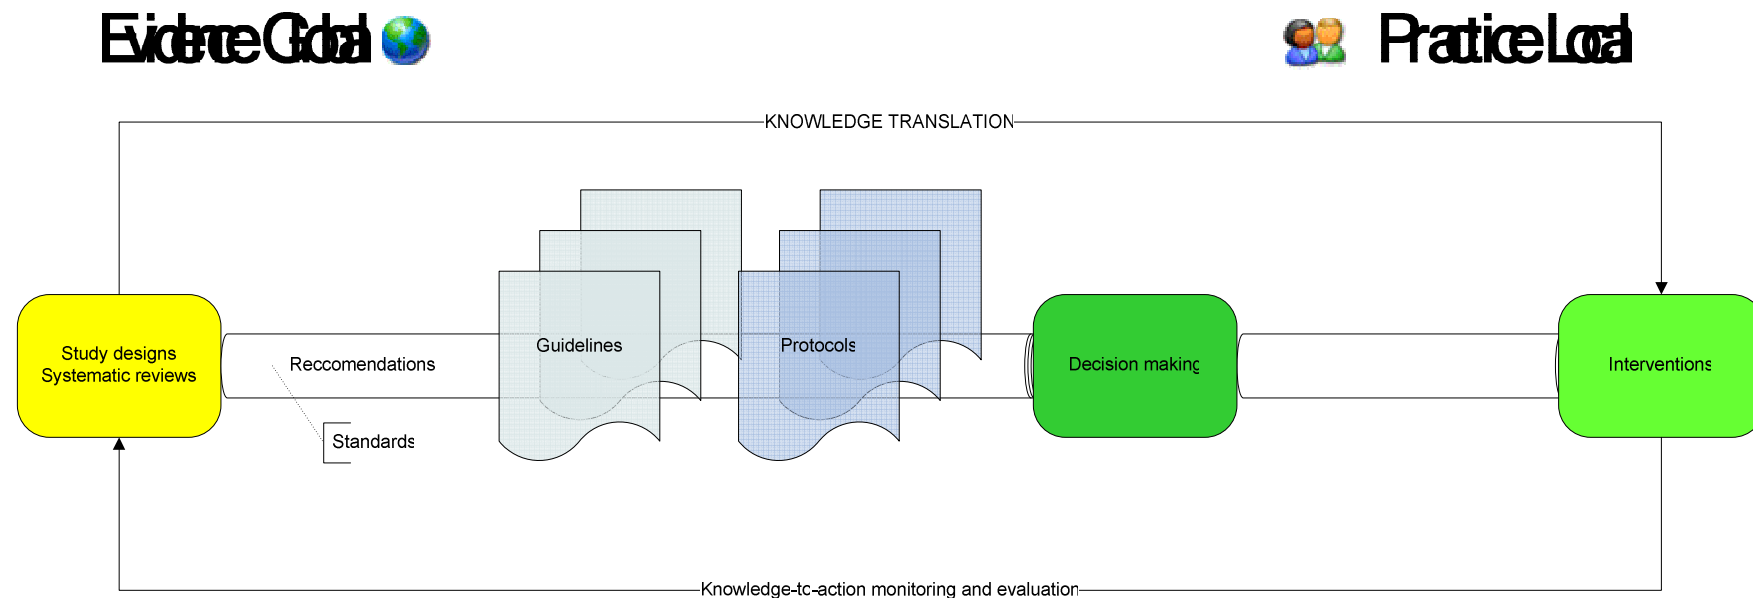 Evidence Global
Practice Local
KNOWLEDGE TRANSLATION
Guidelines
Protocols
Study designs
Systematic reviews
Reccomendations
Decision making
Interventions
Standards
Knowledge-to-action monitoring and evaluation